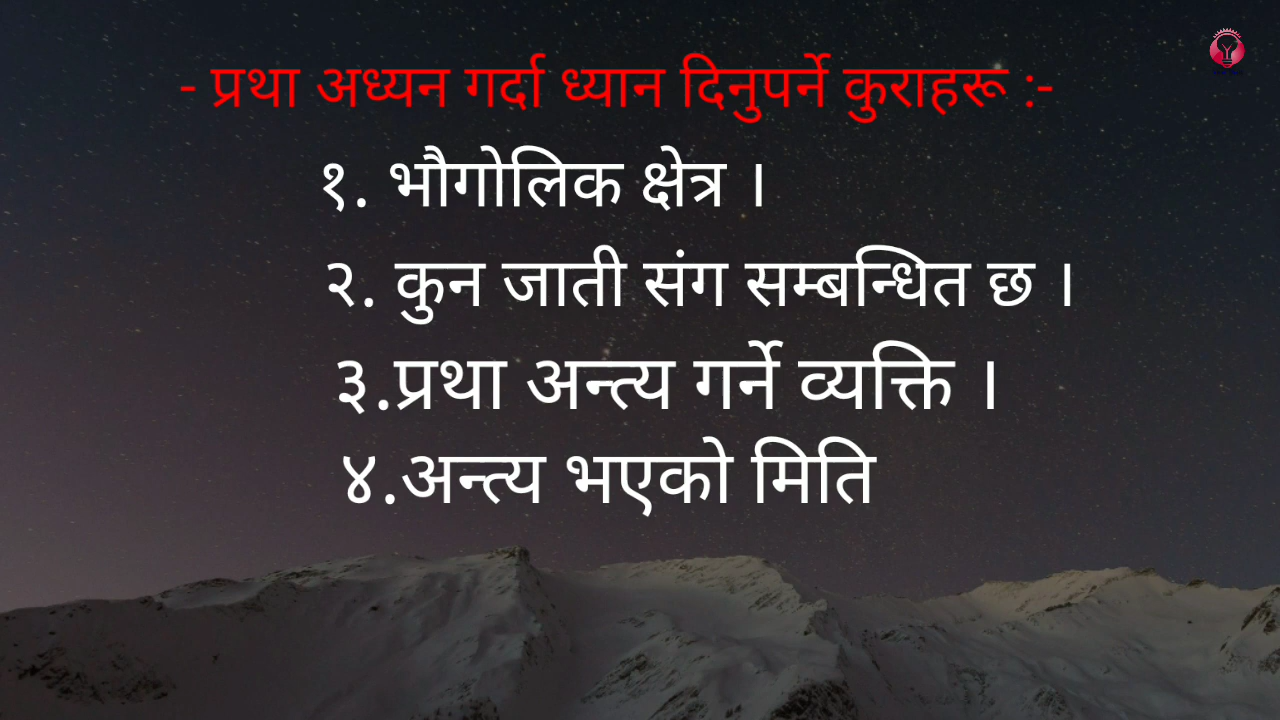 - प्रथा अध्यन गर्दा ध्यान दिनुपर्ने कुराहरू :-
१. भौगोलिक क्षेत्र ।
२. कुन जाती संग सम्बन्धित छ ।
३.प्रथा अन्त्य गर्ने व्यक्ति ।
४.अन्त्य भएको मिति